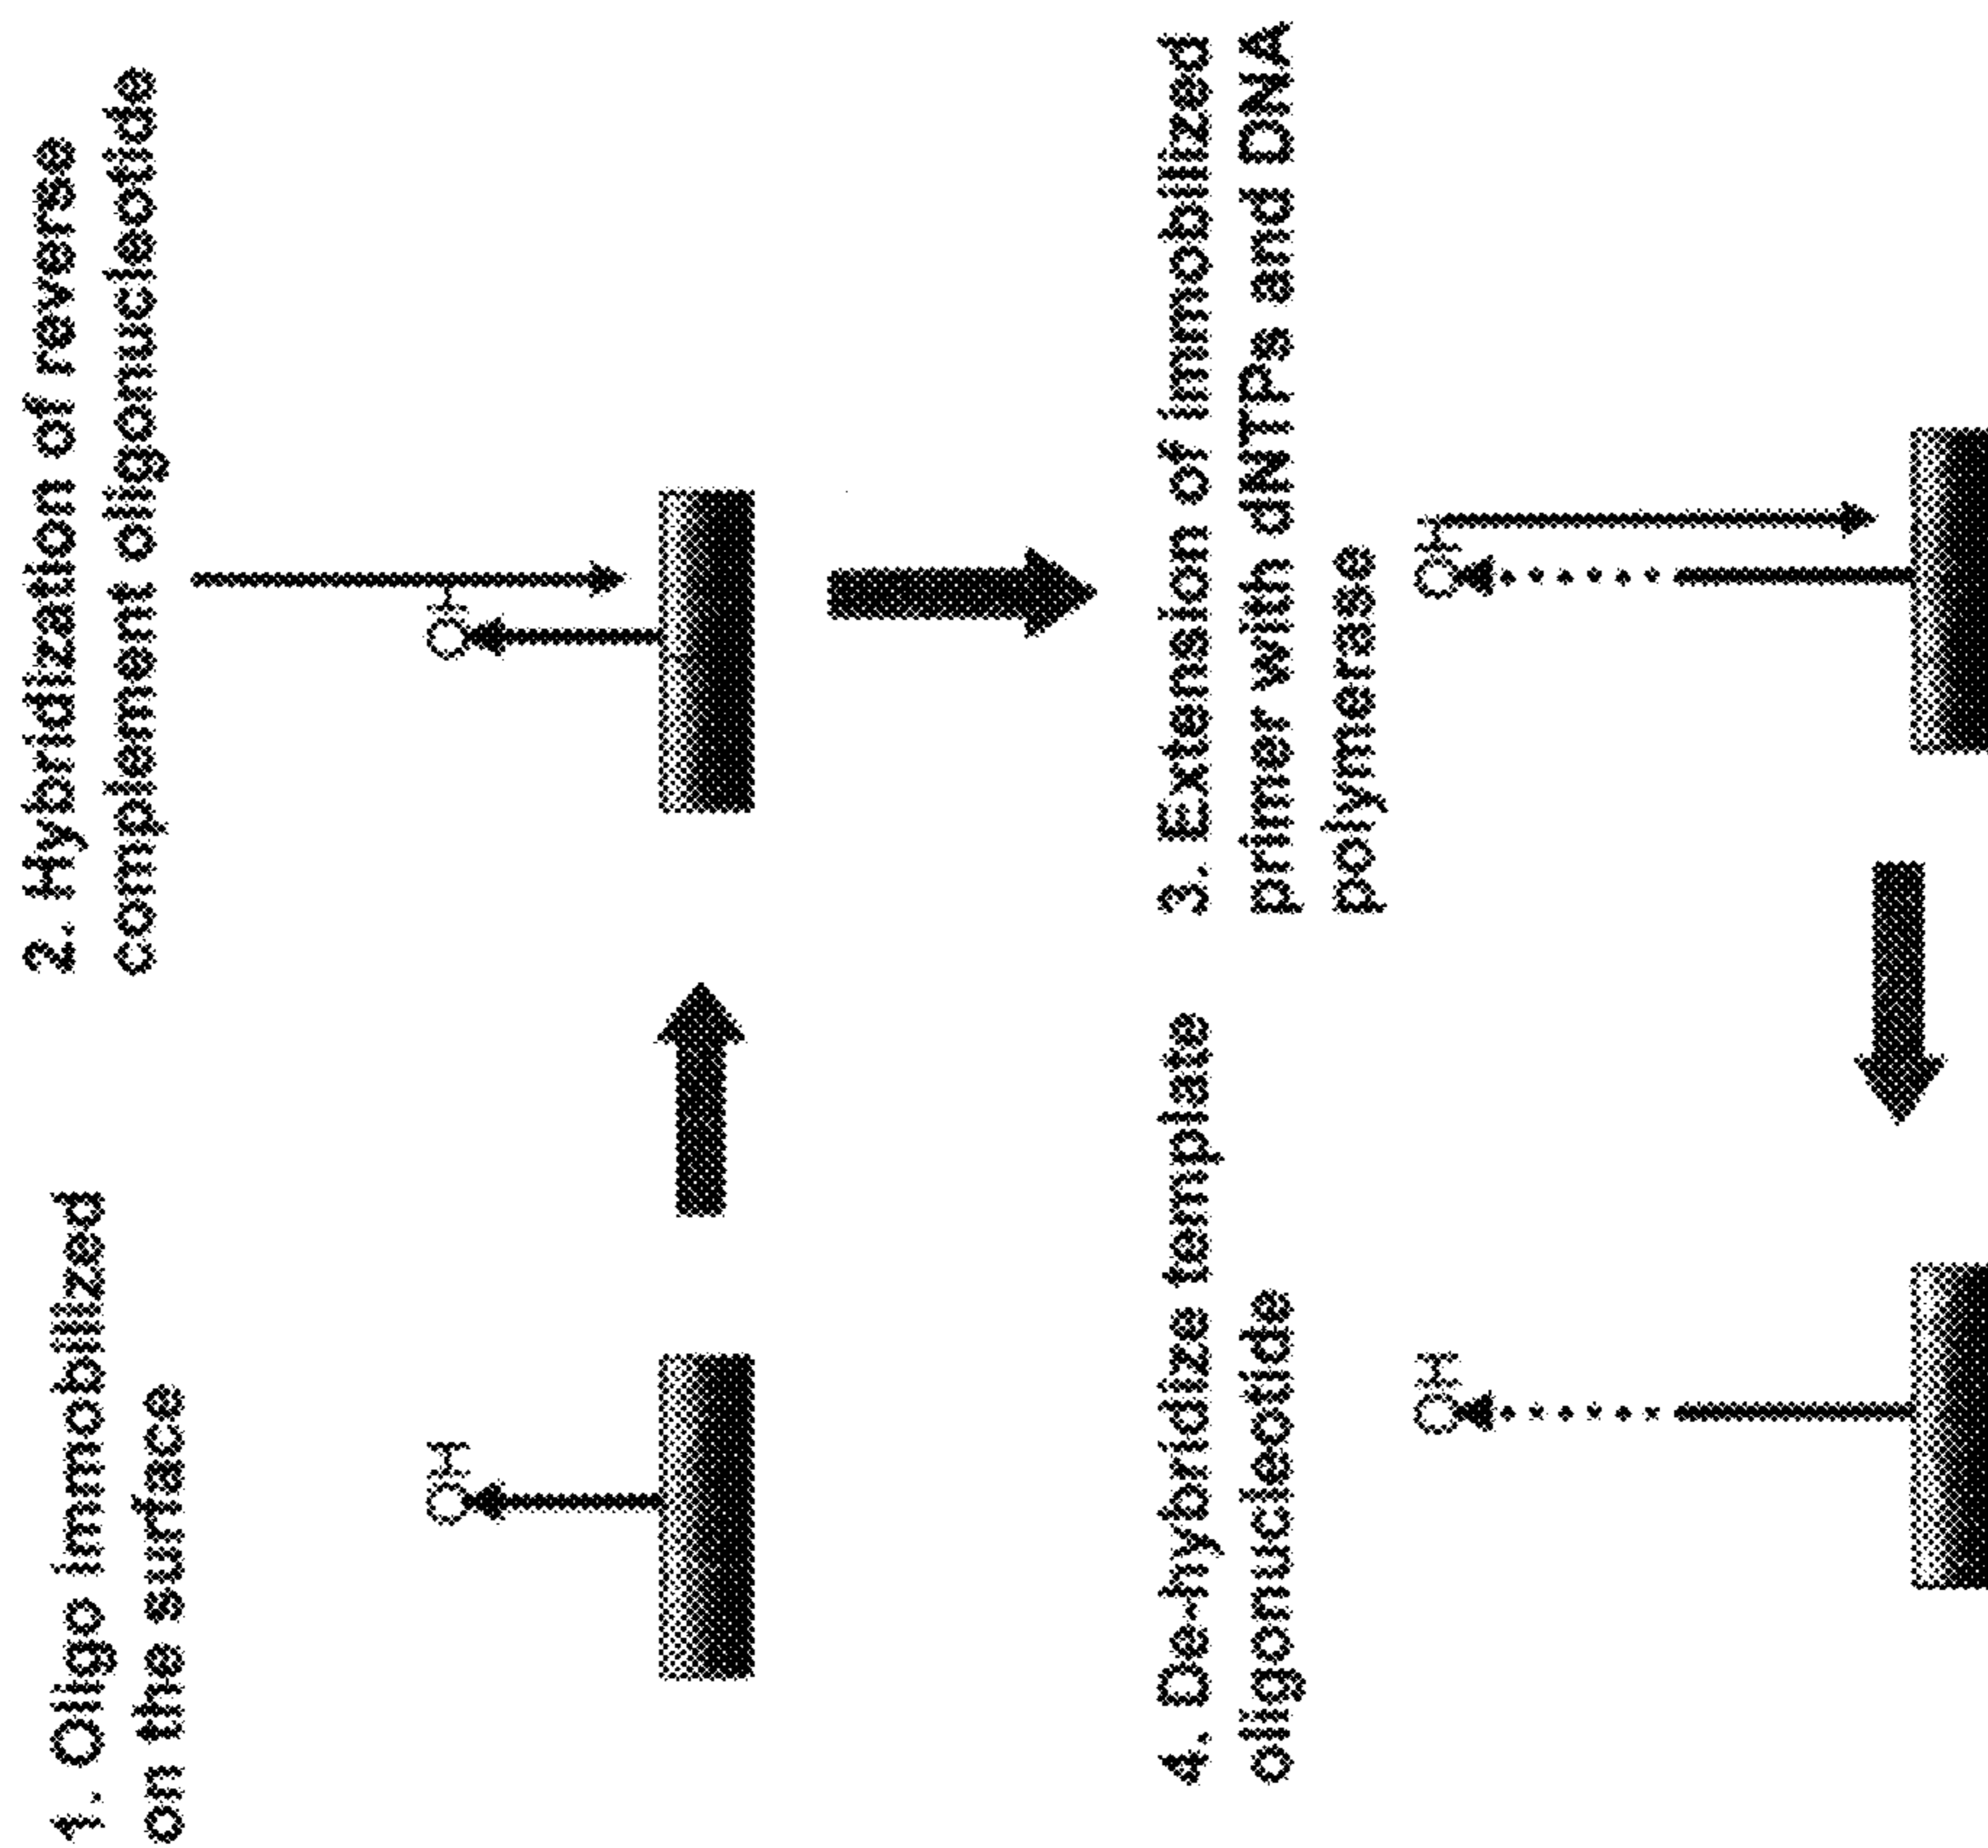 1. Oligo immobilized
on the surface
OH
2. Hybridization of reverse
complement oligonucleotide
OH
3. Extension of immobilized
primer with dNTPs and DNA
polymerase
OH
4. De-hybridize template
oligonucleotide
OH